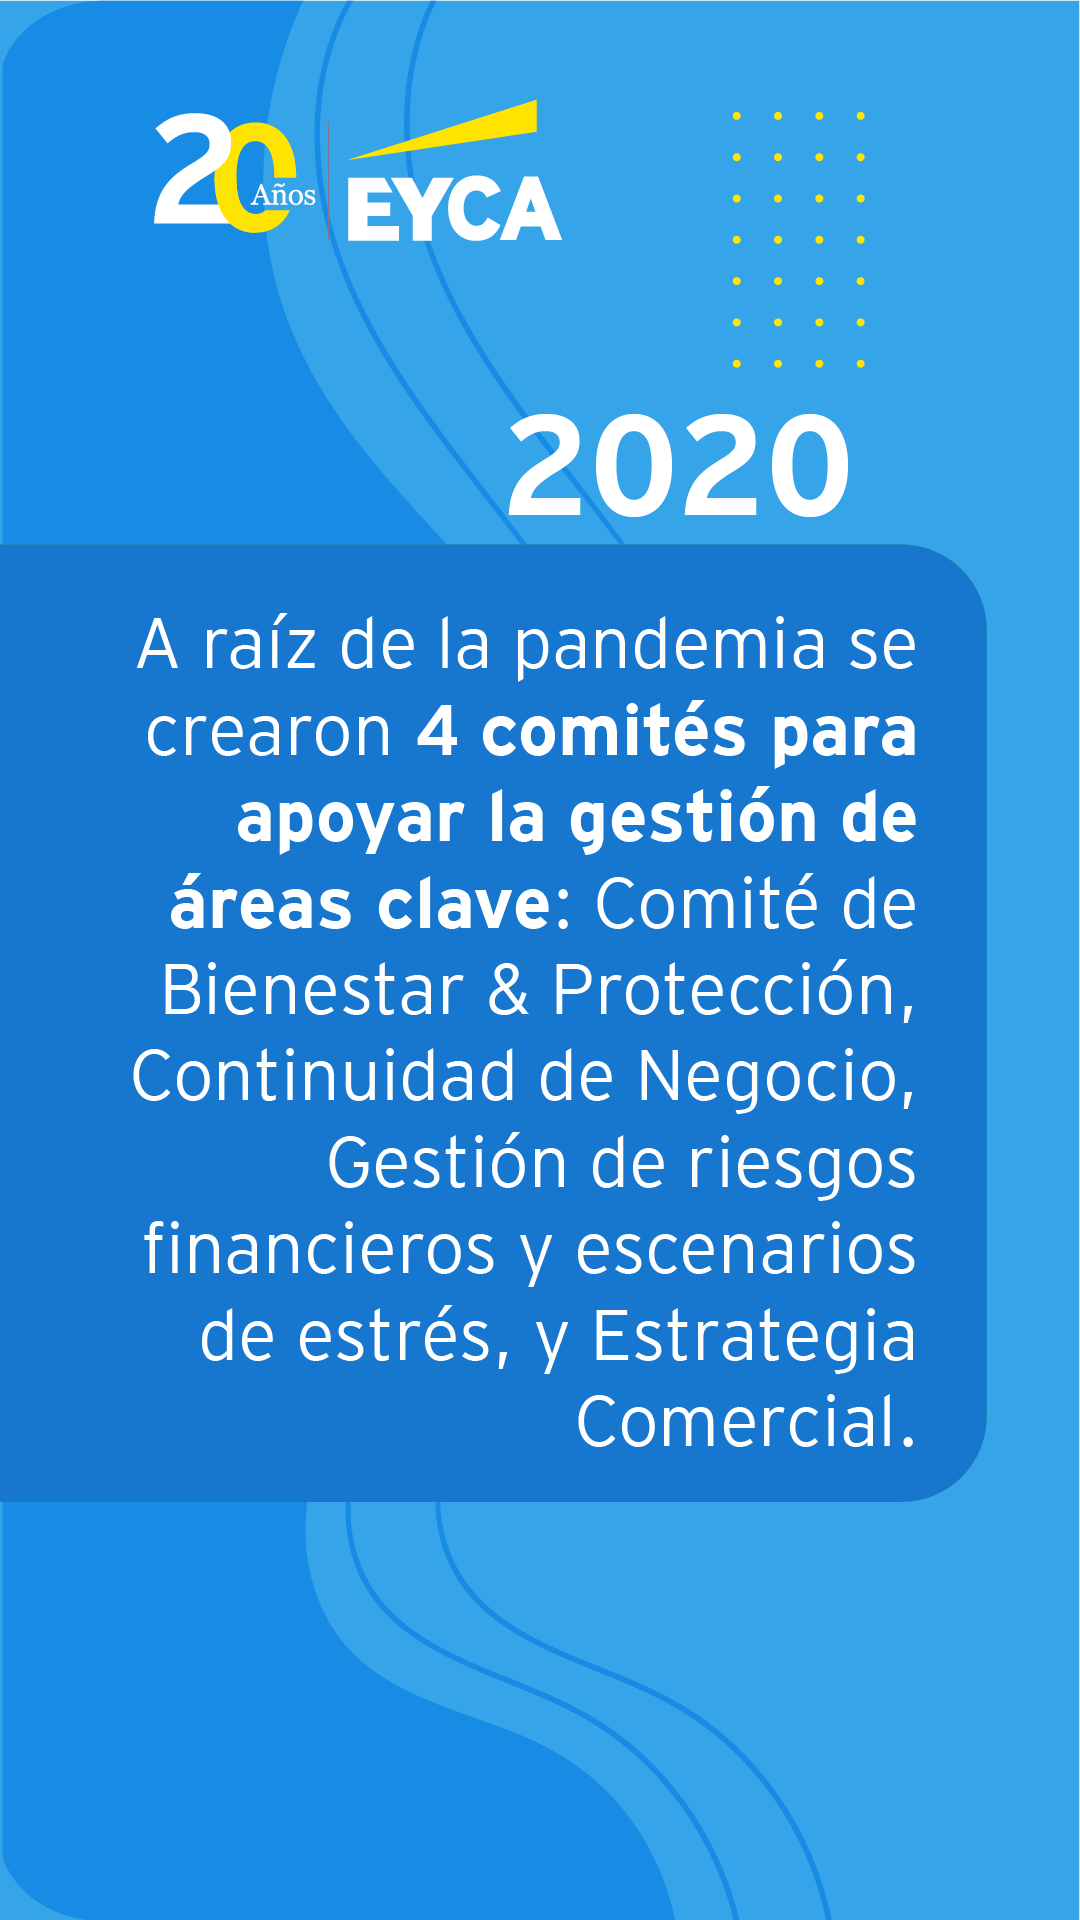 20
Años
EYCA
2020
A raíz de la pandemia se
crearon 4 comités para
apoyar la gestión de
áreas clave: Comité de
Bienestar & Protección,
Continuidad de Negocio,
Gestión de riesgos
financieros y escenarios
de estrés, y Estrategia
Comercial.